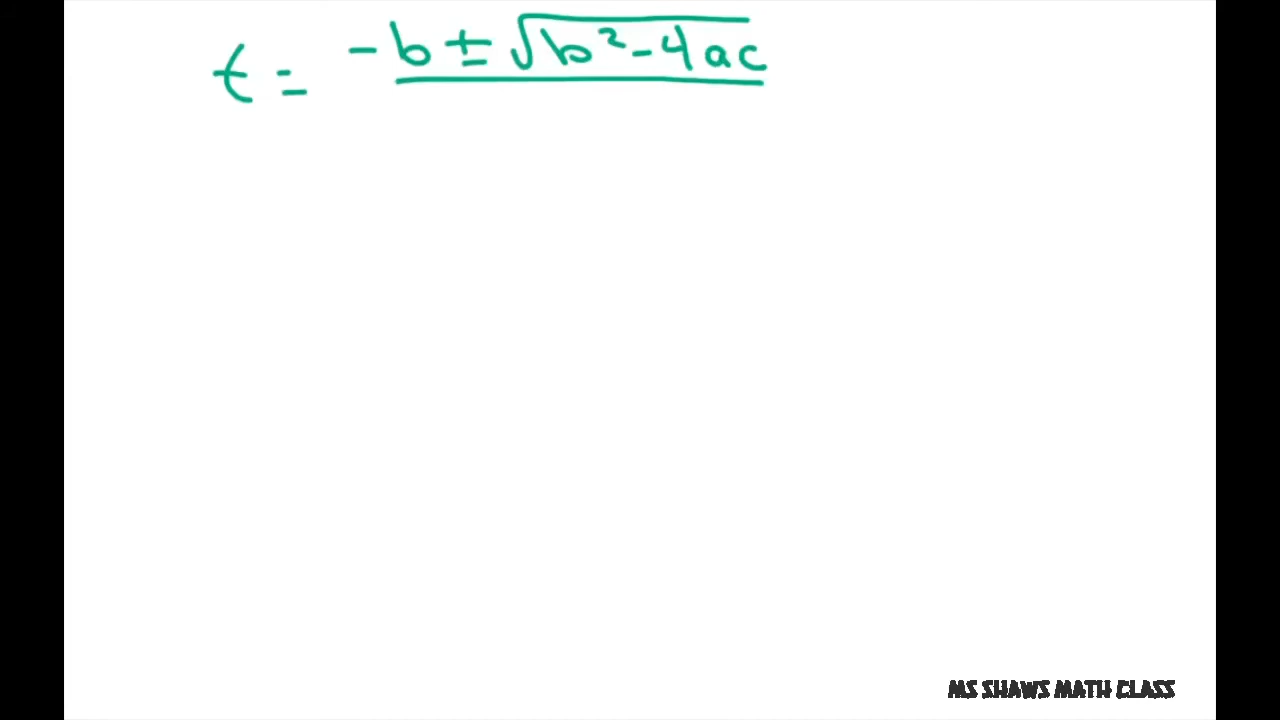 t = -b ± √b² - 4ac
MS SHAWS MATH CLASS